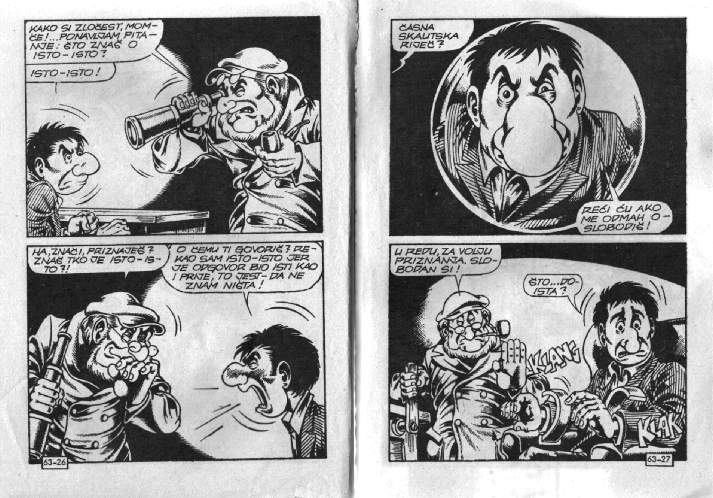 KAKO SI ZLOČEST, MOM-
ČE!...PONAVLJAM, PITA-
NJE: ŠTO ZNAŠ O
ISTO-ISTO?
ISTO-ISTO!
HA, ZNAČI, PRIZNAJEŠ?
ZNAŠ TKO JE ISTO-IS-
TO?!
O ČEMU TI GOVORIŠ? RE-
KAO SAM ISTO-ISTO JER
JE ODGOVOR BIO ISTI KAO
I PRIJE, TO JEST-DA NE
ZNAM NIŠTA!
63-26
ČASNA
SKAUTSKA
RIJEČ?
REĆI ĆU AKO
ME ODMAH O-
SLOBODIŠ!
U REDU, ZA VOLJU
PRIZNANJA, SLO-
BODAN SI!
ŠTO...DO-
ISTA?
KLANG
KLAK
63-27